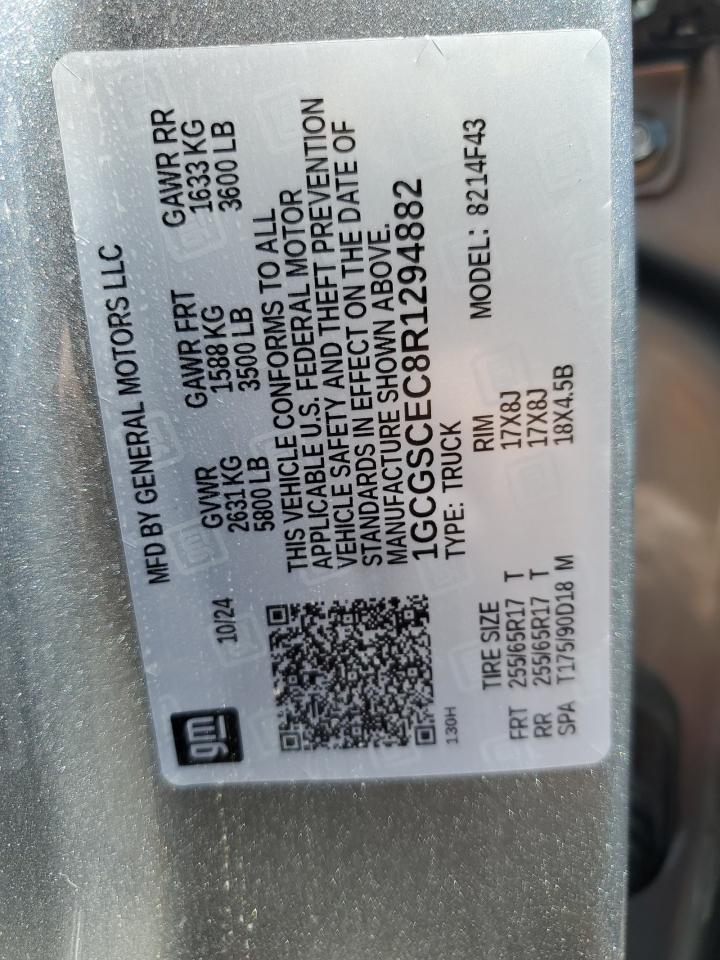 gm
MFD BY GENERAL MOTORS LLC
10/24
GVWR GAWR FRT GAWR RR
2631 KG 1588 KG 1633 KG
5800 LB 3500 LB 3600 LB
THIS VEHICLE CONFORMS TO ALL
APPLICABLE U.S. FEDERAL MOTOR
VEHICLE SAFETY AND THEFT PREVENTION
STANDARDS IN EFFECT ON THE DATE OF
MANUFACTURE SHOWN ABOVE.
1GCGSCEC8R1294882
130H
TYPE: TRUCK MODEL: 8214F43
TIRE SIZE RIM
FRT 255/65R17 T 17X8J
RR 255/65R17 T 17X8J
SPA T175/90D18 M 18X4.5B